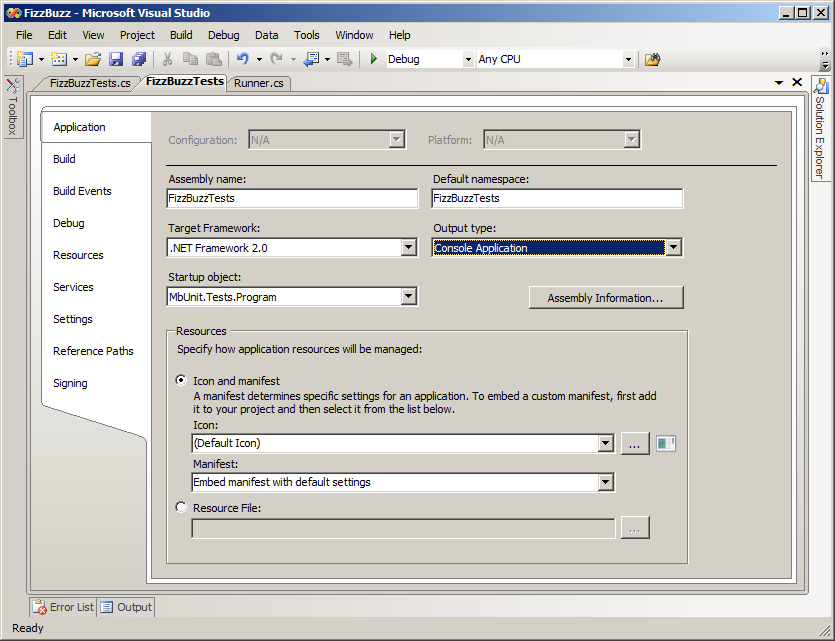 FizzBuzz - Microsoft Visual Studio
File Edit View Project Build Debug Data Tools Window Help
Debug Any CPU
FizzBuzzTests.cs FizzBuzzTests Runner.cs
Toolbox
Solution Explorer
Application
Build
Build Events
Debug
Resources
Services
Settings
Reference Paths
Signing
Configuration: N/A Platform: N/A
Assembly name: Default namespace:
FizzBuzzTests FizzBuzzTests
Target Framework: Output type:
.NET Framework 2.0 Console Application
Startup object:
MbUnit.Tests.Program Assembly Information...
Resources
Specify how application resources will be managed:
Icon and manifest
A manifest determines specific settings for an application. To embed a custom manifest, first add
it to your project and then select it from the list below.
Icon:
(Default Icon) ...
Manifest:
Embed manifest with default settings
Resource File:
...
Error List Output
Ready